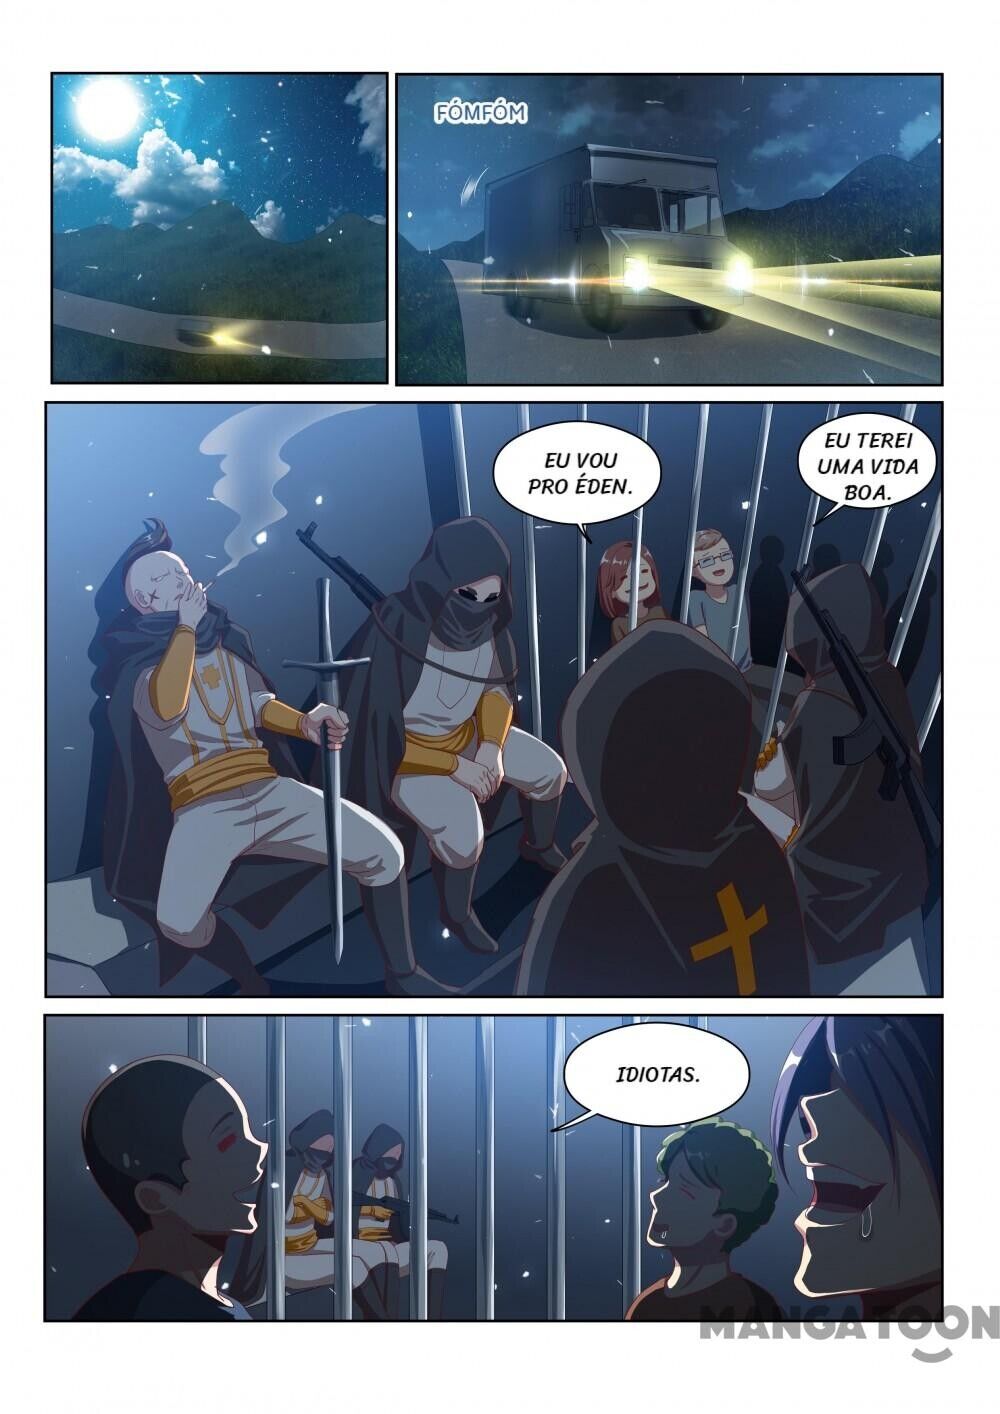 FÓMFÓM
EU VOU
PRO ÉDEN.
EU TEREI
UMA VIDA
BOA.
IDIOTAS.
MANGATOON